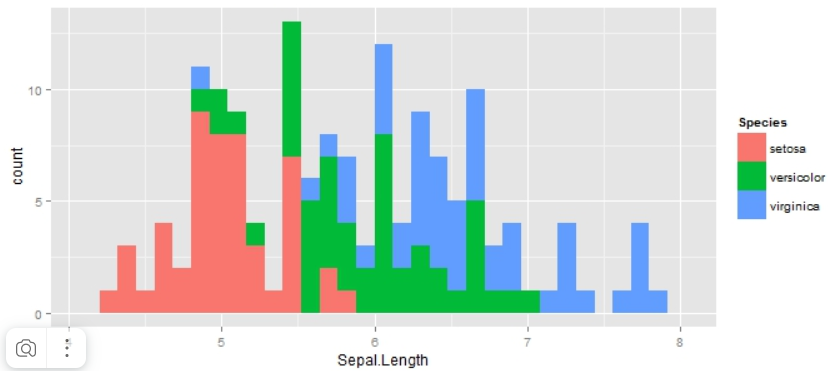 count
10
5
0
5
6
7
8
Sepal.Length
Species
setosa
versicolor
virginica